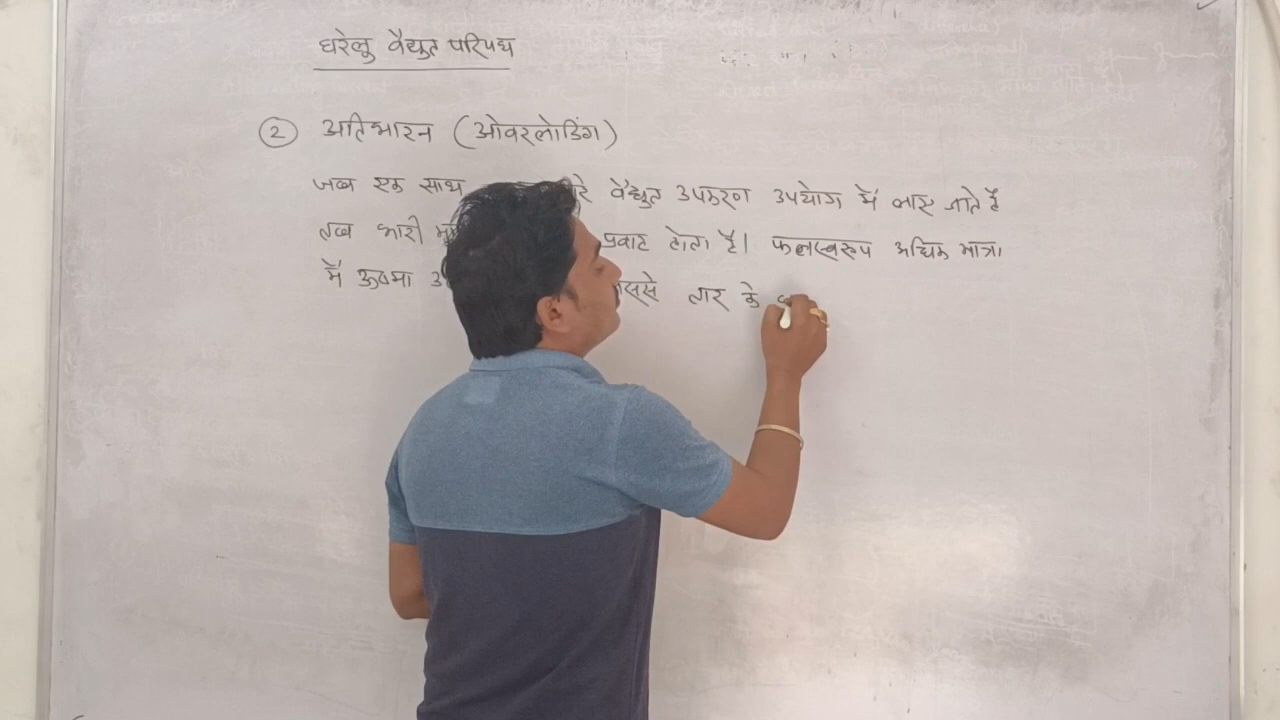 घरेलु वैद्युत परिपथ
2 अतिभारन (ओवरलोडिंग)
जब एक साथ रे वैद्युत उपकरण उपयोग में लाए जाते हैं
तब भारी प्रवाह होता है। फलस्वरूप अधिक मात्रा
में ऊष्मा ससे तार के